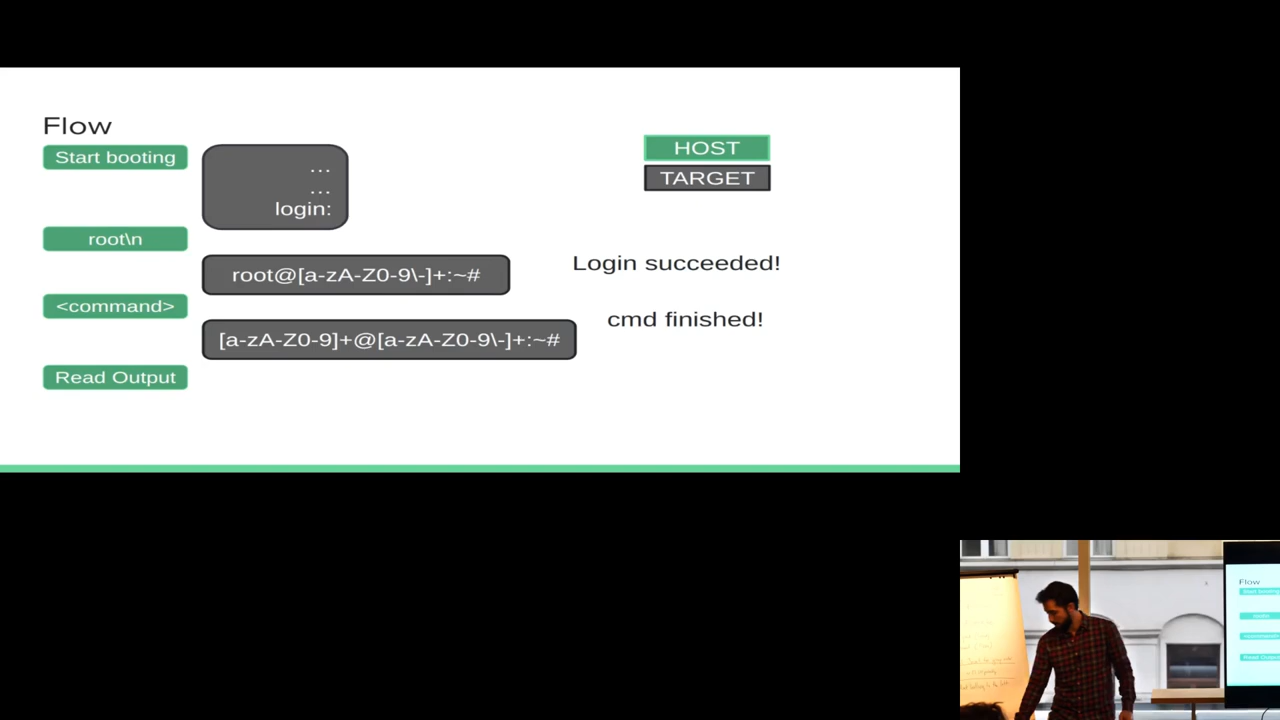 Flow
Start booting
…
…
login:
HOST
TARGET
root\n
root@[a-zA-Z0-9\-]+:~#
Login succeeded!
<command>
[a-zA-Z0-9]+@[a-zA-Z0-9\-]+:~#
cmd finished!
Read Output
Flow